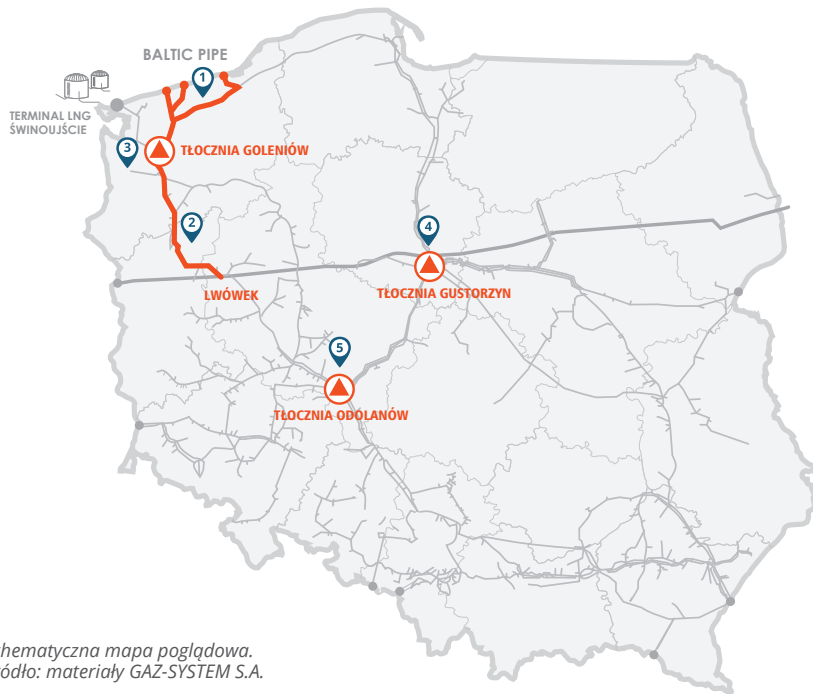 BALTIC PIPE
1
TERMINAL LNG
ŚWINOUJŚCIE
3
TŁOCZNIA GOLENIÓW
2
4
LWÓWEK
TŁOCZNIA GUSTORZYN
5
TŁOCZNIA ODOLANÓW
hematyczna mapa poglądowa.
ódło: materiały GAZ-SYSTEM S.A.